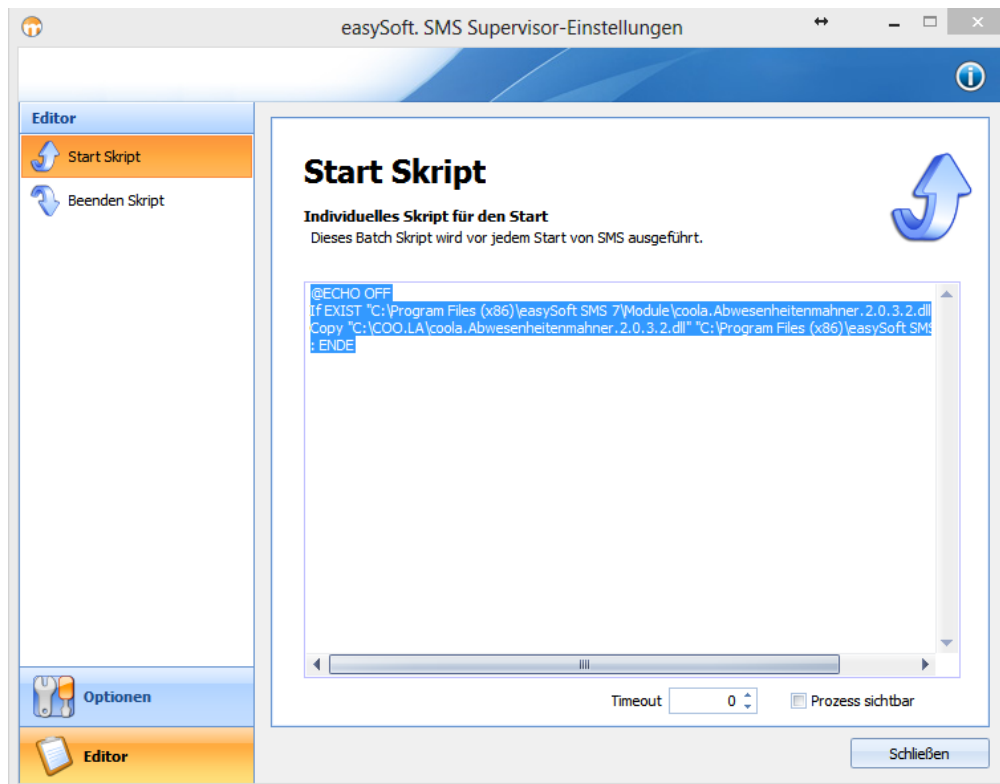 easySoft. SMS Supervisor-Einstellungen
Editor
Start Skript
Beenden Skript
Start Skript
Individuelles Skript für den Start
Dieses Batch Skript wird vor jedem Start von SMS ausgeführt.
@ECHO OFF
If EXIST "C:\Program Files (x86)\easySoft SMS 7\Module\coola.Abwesenheitenmahner.2.0.3.2.dll
Copy "C:\COO.LA\coola.Abwesenheitenmahner.2.0.3.2.dll" "C:\Program Files (x86)\easySoft SMS
: ENDE
Timeout 0 Prozess sichtbar
Optionen
Editor
Schließen